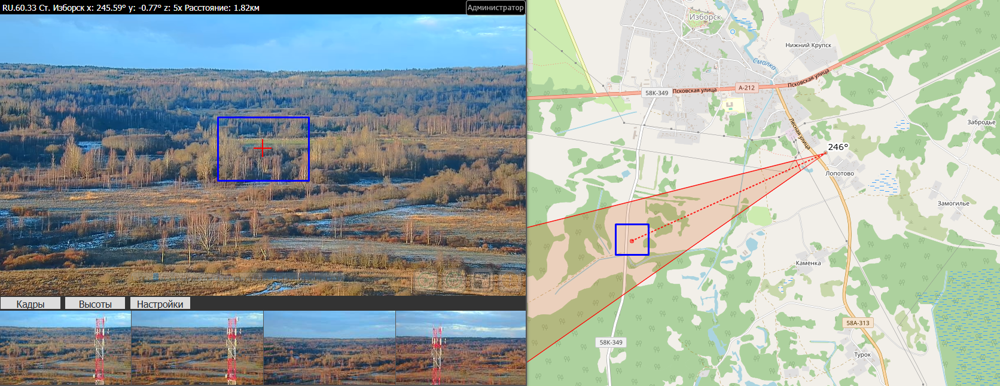 RU.60.33 Ст. Изборск x: 245.59° y: -0.77° z: 5x Расстояние: 1.82км
Администратор
Кадры
Высоты
Настройки
Изборск
Нижний Крупск
Смолка
Псковская улица
А-212
Псковская улица
58К-349
Лесная улица
Забродье
246°
Лопотово
Замогилье
Каменка
58А-313
58К-349
Турок